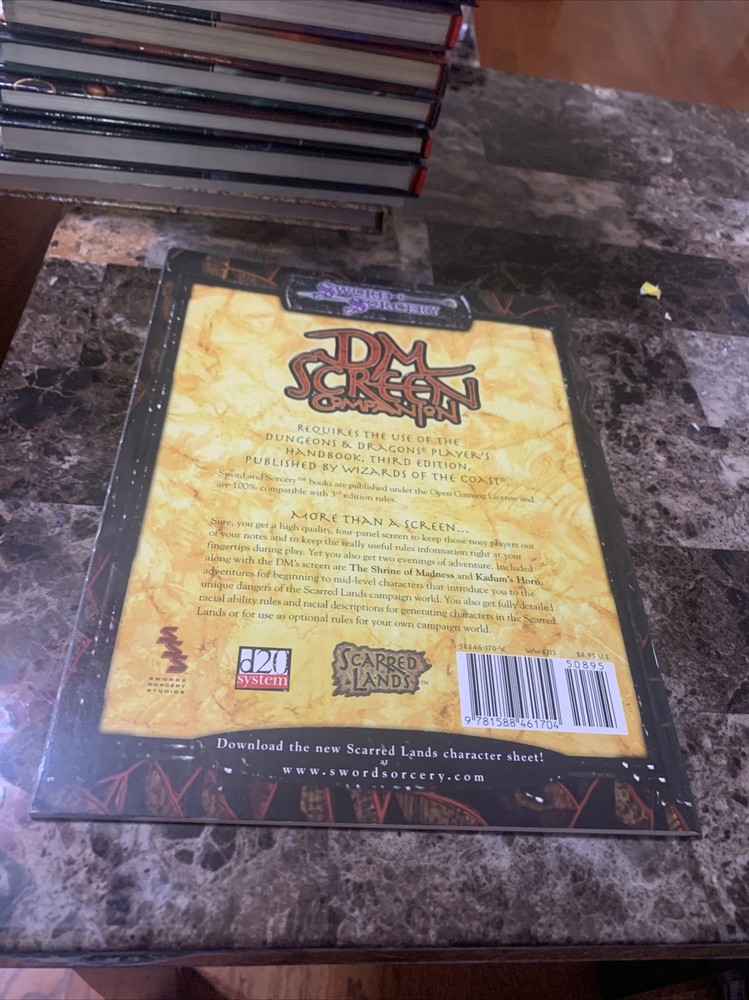 SWORD & SORCERY
DM
SCREEN
COMPANION
REQUIRES THE USE OF THE
DUNGEONS & DRAGONS® PLAYER'S
HANDBOOK, THIRD EDITION,
PUBLISHED BY WIZARDS OF THE COAST®.
Sword and Sorcery™ books are published under the Open Gaming License and
are 100% compatible with 3rd edition rules.
MORE THAN A SCREEN...
Sure, you get a high quality, four-panel screen to keep those nosy players out
of your notes and to keep the really useful rules information right at your
fingertips during play. Yet you also get two evenings of adventure. Included
along with the DM's screen are The Shrine of Madness and Kadum's Horn:
adventures for beginning to mid-level characters that introduce you to the
unique dangers of the Scarred Lands campaign world. You also get fully detailed
racial ability rules and racial descriptions for generating characters in the Scarred
Lands or for use as optional rules for your own campaign world.
SWORDS
SORCERY
STUDIOS
d20
system
SCARRED
LANDS™
WW8313 $8.95 U.S
50895
9 781588 461704
Download the new Scarred Lands character sheet!
at
www.swordsorcery.com